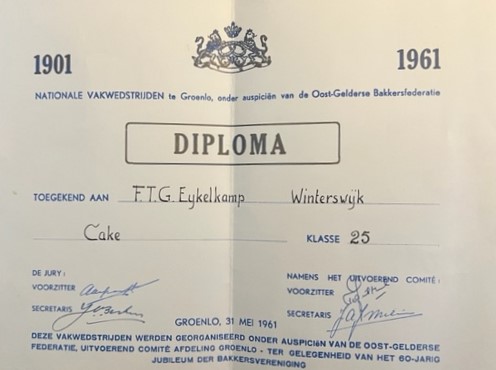 1901 1961
NATIONALE VAKWEDSTRIJDEN te Groenlo, onder auspiciën van de Oost-Gelderse Bakkersfederatie
DIPLOMA
TOEGEKEND AAN F.T.G. Eykelkamp Winterswijk
Cake KLASSE 25
DE JURY: NAMENS HET UITVOEREND COMITÉ:
VOORZITTER VOORZITTER
SECRETARIS SECRETARIS
GROENLO, 31 MEI 1961
DEZE VAKWEDSTRIJDEN WERDEN GEORGANISEERD ONDER AUSPICIËN VAN DE OOST-GELDERSE
FEDERATIE, UITVOEREND COMITÉ AFDELING GROENLO - TER GELEGENHEID VAN HET 60-JARIG
JUBILEUM DER BAKKERSVERENIGING